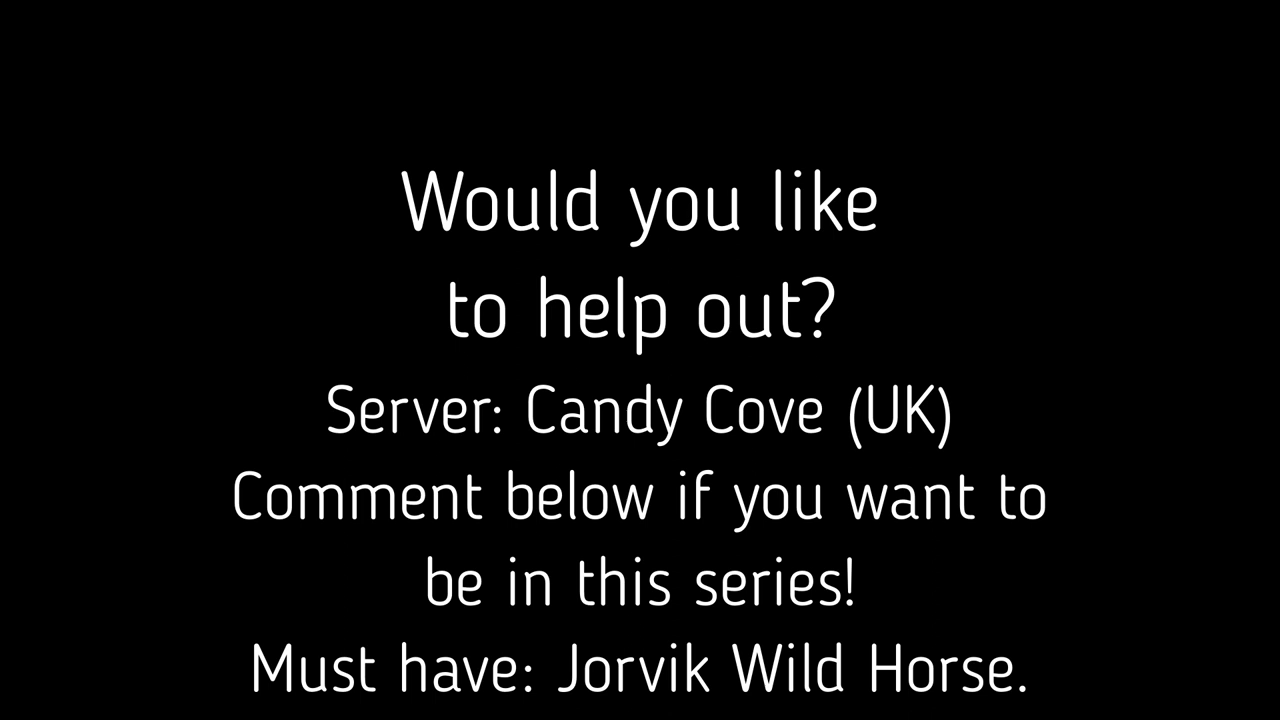 Would you like
to help out?
Server: Candy Cove (UK)
Comment below if you want to
be in this series!
Must have: Jorvik Wild Horse.